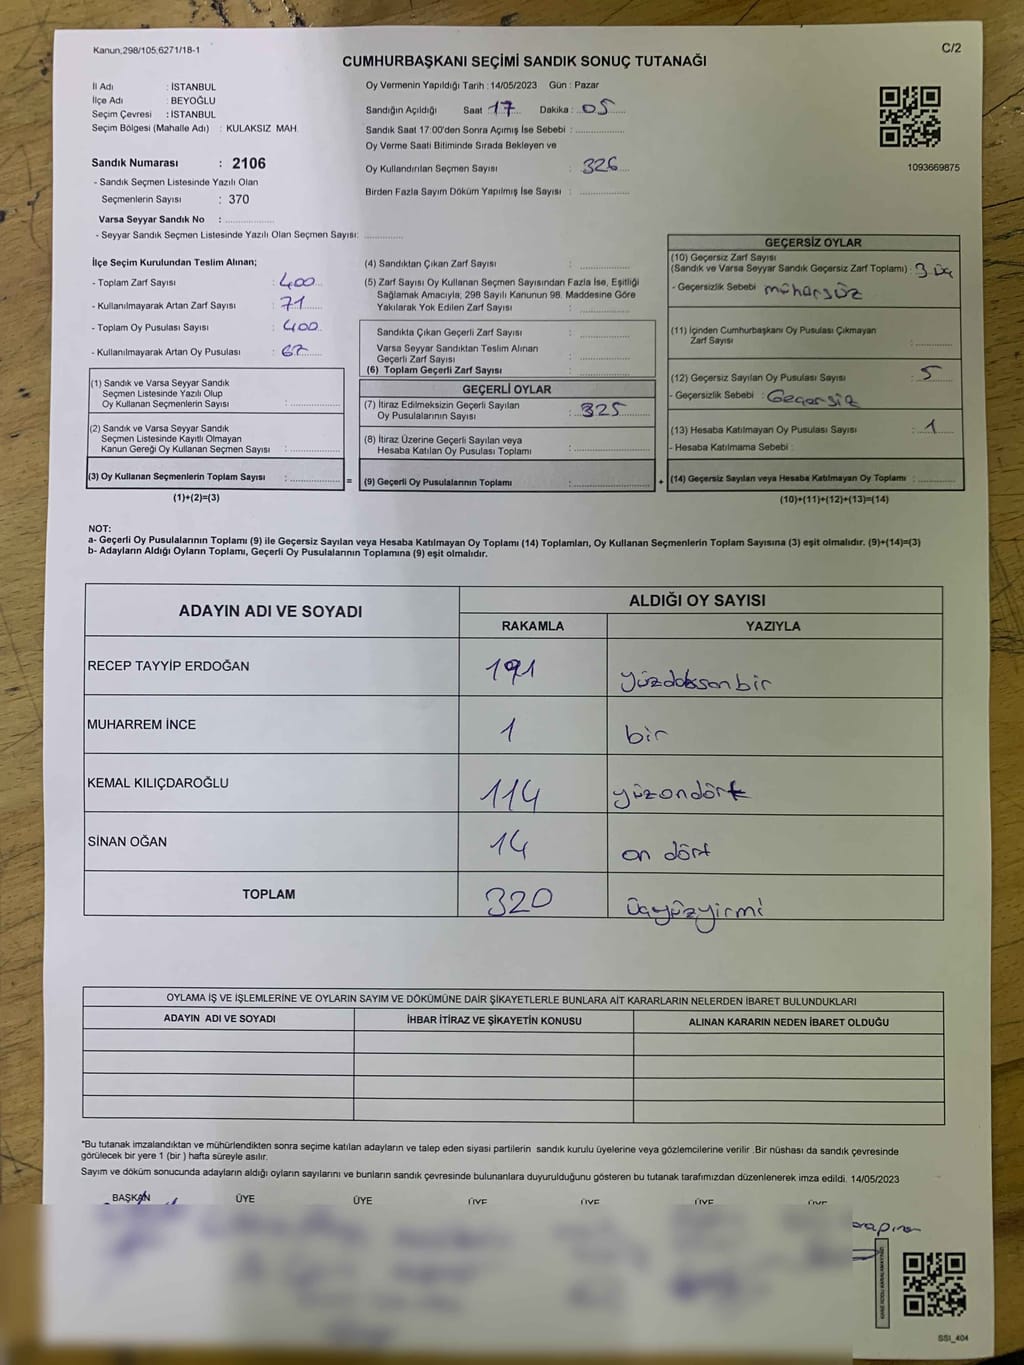 Kanun;298/105;6271/18-1
C/2
CUMHURBAŞKANI SEÇİMİ SANDIK SONUÇ TUTANAĞI
İl Adı : İSTANBUL
İlçe Adı : BEYOĞLU
Seçim Çevresi : İSTANBUL
Seçim Bölgesi (Mahalle Adı) : KULAKSIZ MAH.
Sandık Numarası : 2106
- Sandık Seçmen Listesinde Yazılı Olan
Seçmenlerin Sayısı : 370
Varsa Seyyar Sandık No :
- Seyyar Sandık Seçmen Listesinde Yazılı Olan Seçmen Sayısı:
Oy Vermenin Yapıldığı Tarih : 14/05/2023 Gün : Pazar
Sandığın Açıldığı Saat 17 Dakika : 05
Sandık Saat 17:00'den Sonra Açımış İse Sebebi :
Oy Verme Saati Bitiminde Sırada Bekleyen ve
Oy Kullandırılan Seçmen Sayısı : 326
Birden Fazla Sayım Döküm Yapılmış İse Sayısı :
1093669875
İlçe Seçim Kurulundan Teslim Alınan;
- Toplam Zarf Sayısı : 400
- Kullanılmayarak Artan Zarf Sayısı : 71
- Toplam Oy Pusulası Sayısı : 400
- Kullanılmayarak Artan Oy Pusulası : 67
(1) Sandık ve Varsa Seyyar Sandık
Seçmen Listesinde Yazılı Olup
Oy Kullanan Seçmenlerin Sayısı :
(2) Sandık ve Varsa Seyyar Sandık
Seçmen Listesinde Kayıtlı Olmayan
Kanun Gereği Oy Kullanan Seçmen Sayısı :
(3) Oy Kullanan Seçmenlerin Toplam Sayısı :
(1)+(2)=(3)
(4) Sandıktan Çıkan Zarf Sayısı :
(5) Zarf Sayısı Oy Kullanan Seçmen Sayısından Fazla İse, Eşitliği
Sağlamak Amacıyla, 298 Sayılı Kanunun 98. Maddesine Göre
Yakılarak Yok Edilen Zarf Sayısı :
Sandıkta Çıkan Geçerli Zarf Sayısı :
Varsa Seyyar Sandıktan Teslim Alınan
Geçerli Zarf Sayısı :
(6) Toplam Geçerli Zarf Sayısı :
GEÇERLİ OYLAR
(7) İtiraz Edilmeksizin Geçerli Sayılan
Oy Pusulalarının Sayısı : 325
(8) İtiraz Üzerine Geçerli Sayılan veya
Hesaba Katılan Oy Pusulası Toplamı :
= (9) Geçerli Oy Pusulalarının Toplamı :
GEÇERSİZ OYLAR
(10) Geçersiz Zarf Sayısı
(Sandık ve Varsa Seyyar Sandık Geçersiz Zarf Toplamı) : 3 üç
- Geçersizlik Sebebi : mühürsüz
(11) İçinden Cumhurbaşkanı Oy Pusulası Çıkmayan
Zarf Sayısı :
(12) Geçersiz Sayılan Oy Pusulası Sayısı : 5
- Geçersizlik Sebebi : Geçersiz
(13) Hesaba Katılmayan Oy Pusulası Sayısı : 1
- Hesaba Katılmama Sebebi :
+ (14) Geçersiz Sayılan veya Hesaba Katılmayan Oy Toplamı :
(10)+(11)+(12)+(13)=(14)
NOT:
a- Geçerli Oy Pusulalarının Toplamı (9) ile Geçersiz Sayılan veya Hesaba Katılmayan Oy Toplamı (14) Toplamları, Oy Kullanan Seçmenlerin Toplam Sayısına (3) eşit olmalıdır. (9)+(14)=(3)
b- Adayların Aldığı Oyların Toplamı, Geçerli Oy Pusulalarının Toplamına (9) eşit olmalıdır.
ADAYIN ADI VE SOYADI
ALDIĞI OY SAYISI
RAKAMLA YAZIYLA
RECEP TAYYİP ERDOĞAN 191 yüzdoksanbir
MUHARREM İNCE 1 bir
KEMAL KILIÇDAROĞLU 114 yüzondört
SİNAN OĞAN 14 on dört
TOPLAM 320 üçyüzyirmi
OYLAMA İŞ VE İŞLEMLERİNE VE OYLARIN SAYIM VE DÖKÜMÜNE DAİR ŞİKAYETLERLE BUNLARA AİT KARARLARIN NELERDEN İBARET BULUNDUKLARI
ADAYIN ADI VE SOYADI İHBAR İTİRAZ VE ŞİKAYETİN KONUSU ALINAN KARARIN NEDEN İBARET OLDUĞU
"Bu tutanak imzalandıktan ve mühürlendikten sonra seçime katılan adayların ve talep eden siyasi partilerin sandık kurulu üyelerine veya gözlemcilerine verilir .Bir nüshası da sandık çevresinde
görülecek bir yere 1 (bir ) hafta süreyle asılır.
Sayım ve döküm sonucunda adayların aldığı oyların sayılarını ve bunların sandık çevresinde bulunanlara duyurulduğunu gösteren bu tutanak tarafımızdan düzenlenerek imza edildi. 14/05/2023
BAŞKAN ÜYE ÜYE ÜYE ÜYE ÜYE ÜYE
SSI_404